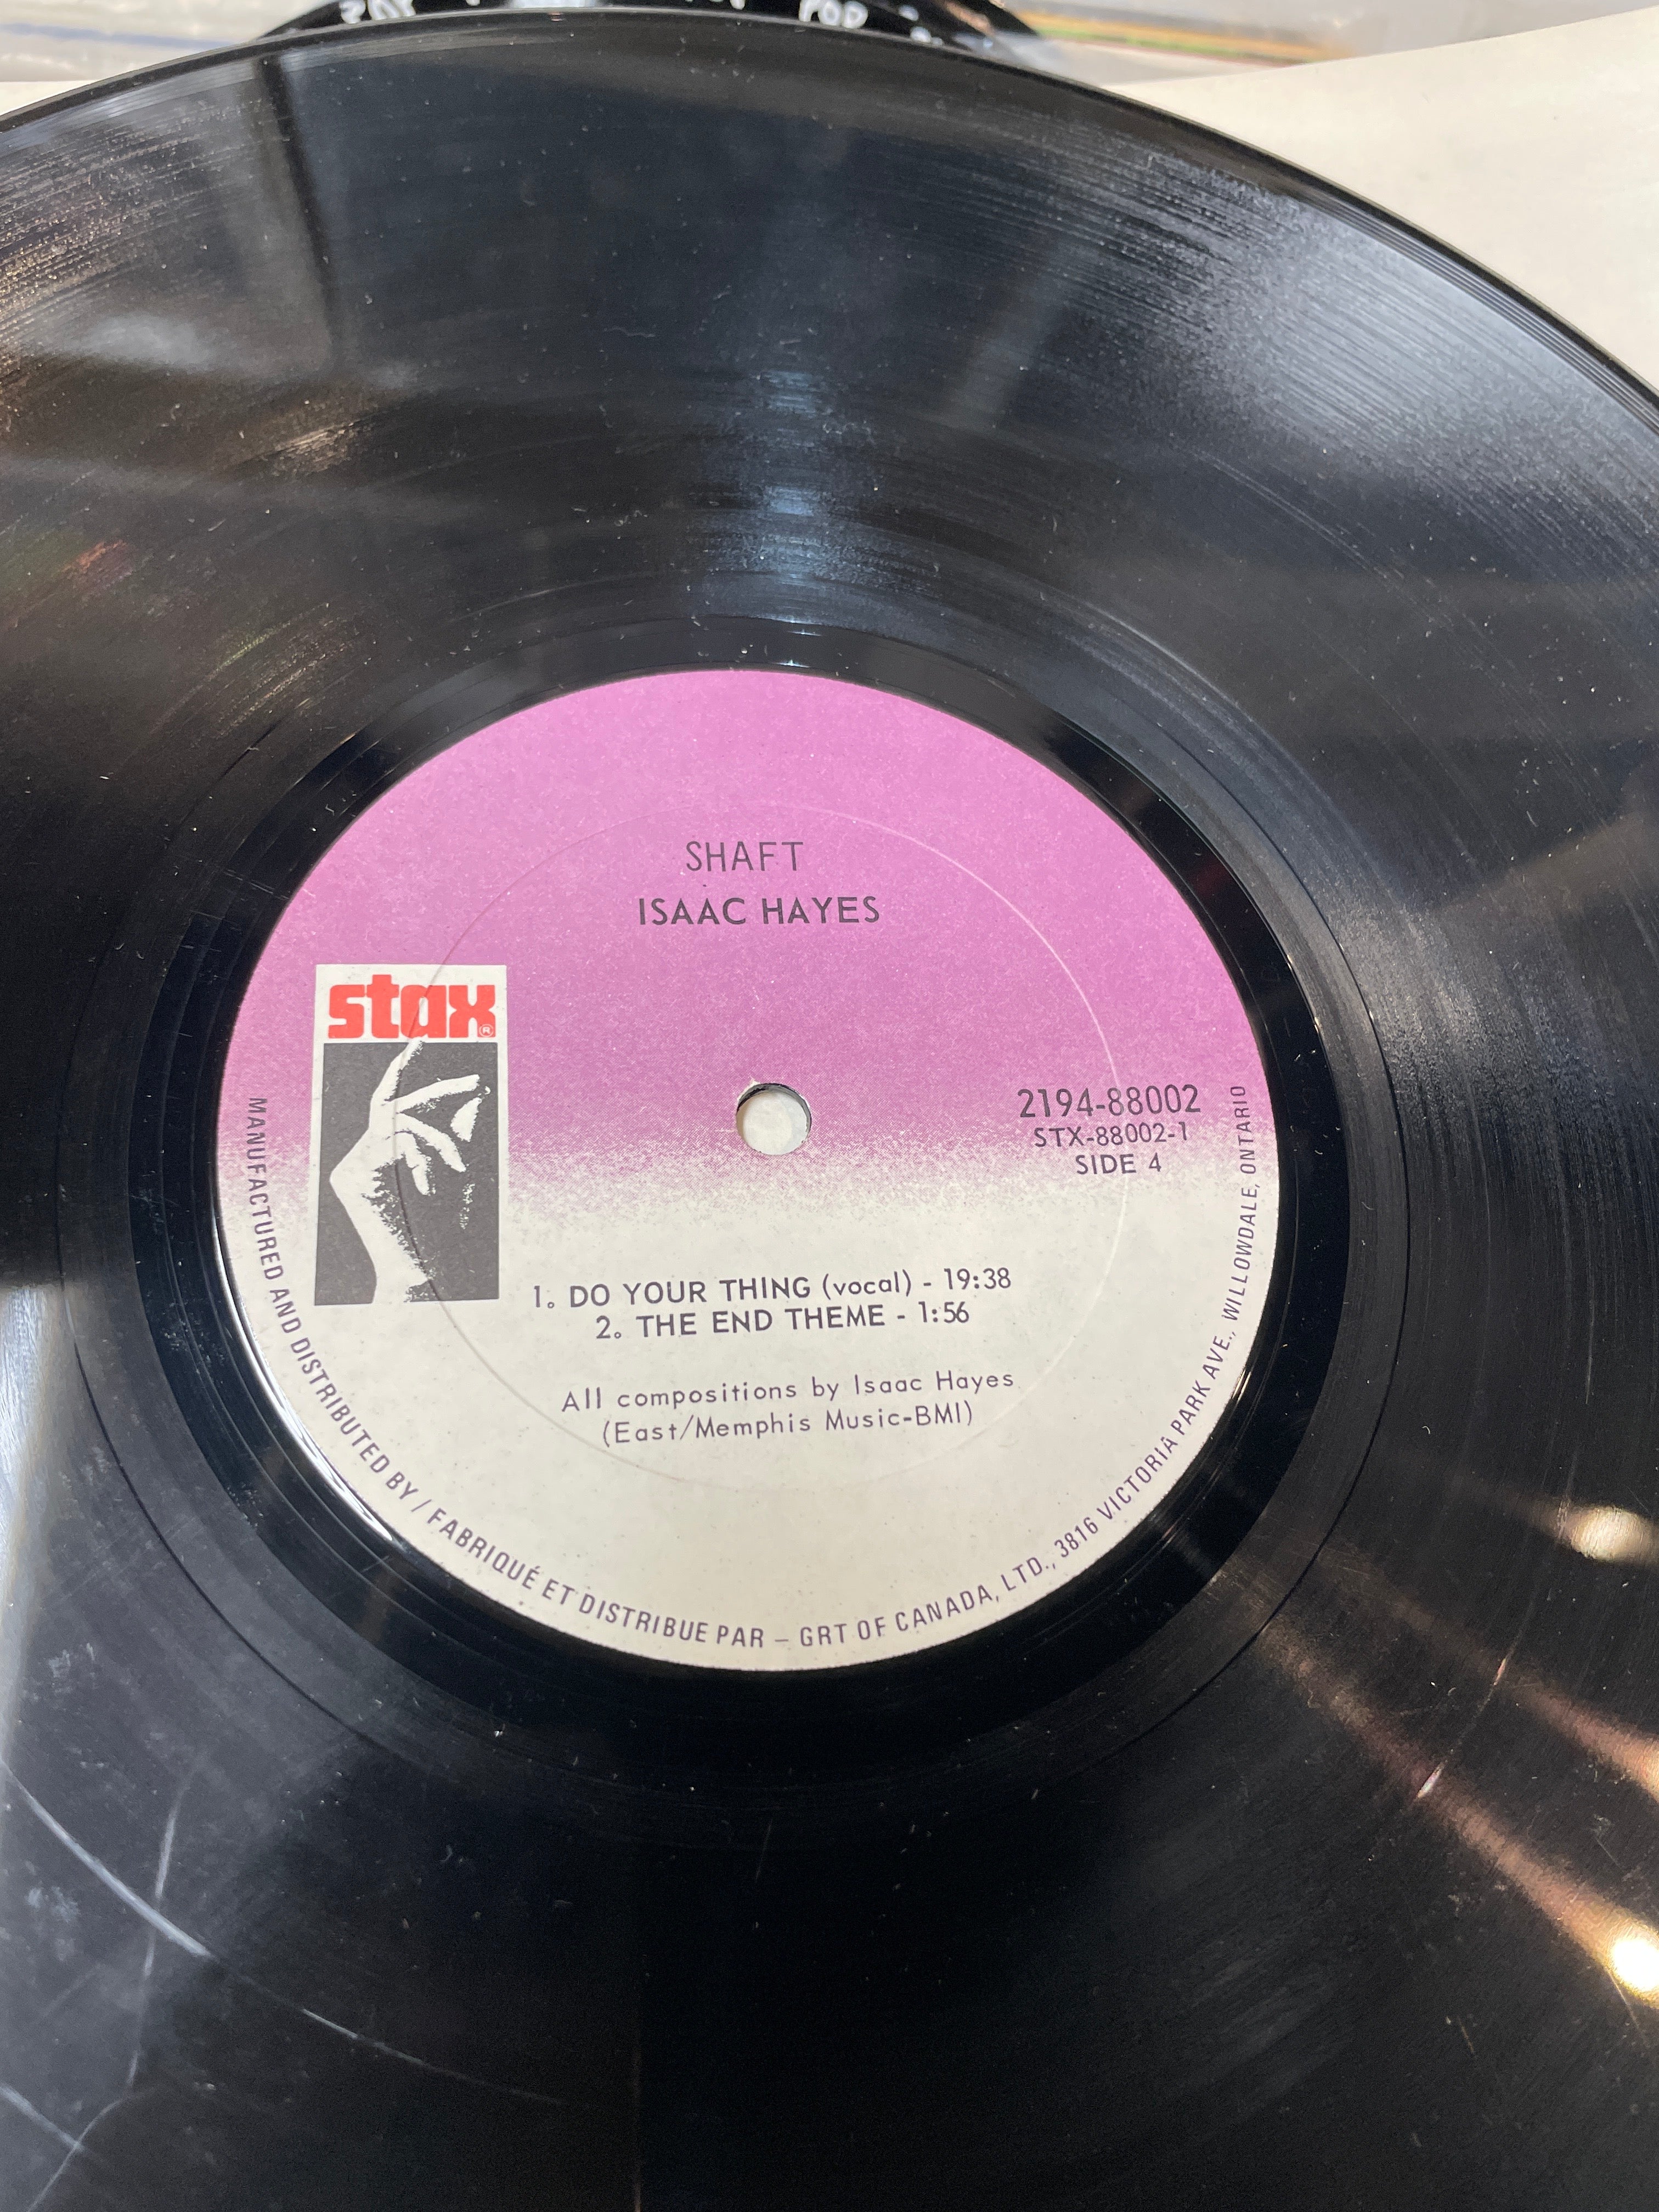 SHAFT
ISAAC HAYES
stax®
2194-88002
STX-88002-1
SIDE 4
1. DO YOUR THING (vocal) - 19:38
2. THE END THEME - 1:56
All compositions by Isaac Hayes
(East/Memphis Music-BMI)
MANUFACTURED AND DISTRIBUTED BY / FABRIQUÉ ET DISTRIBUE PAR – GRT OF CANADA, LTD., 3816 VICTORIA PARK AVE., WILLOWDALE, ONTARIO